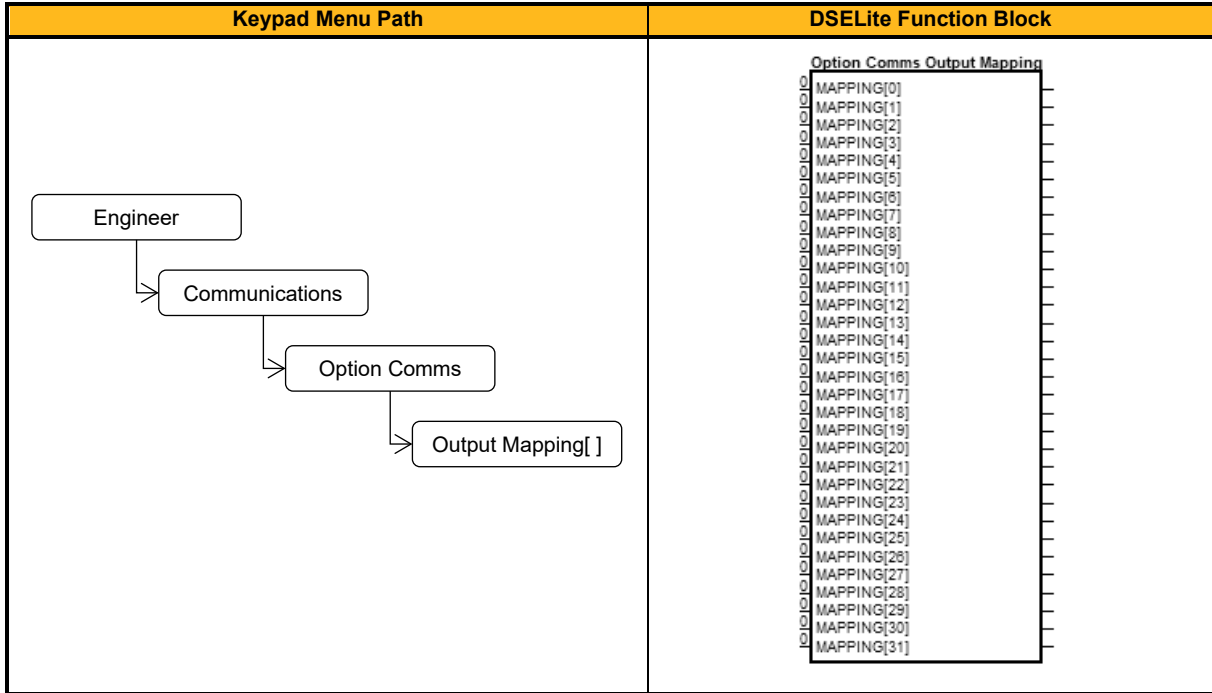 Keypad Menu Path
DSELite Function Block
Engineer
Communications
Option Comms
Output Mapping[ ]
Option Comms Output Mapping
0 MAPPING[0]
0 MAPPING[1]
0 MAPPING[2]
0 MAPPING[3]
0 MAPPING[4]
0 MAPPING[5]
0 MAPPING[6]
0 MAPPING[7]
0 MAPPING[8]
0 MAPPING[9]
0 MAPPING[10]
0 MAPPING[11]
0 MAPPING[12]
0 MAPPING[13]
0 MAPPING[14]
0 MAPPING[15]
0 MAPPING[16]
0 MAPPING[17]
0 MAPPING[18]
0 MAPPING[19]
0 MAPPING[20]
0 MAPPING[21]
0 MAPPING[22]
0 MAPPING[23]
0 MAPPING[24]
0 MAPPING[25]
0 MAPPING[26]
0 MAPPING[27]
0 MAPPING[28]
0 MAPPING[29]
0 MAPPING[30]
0 MAPPING[31]